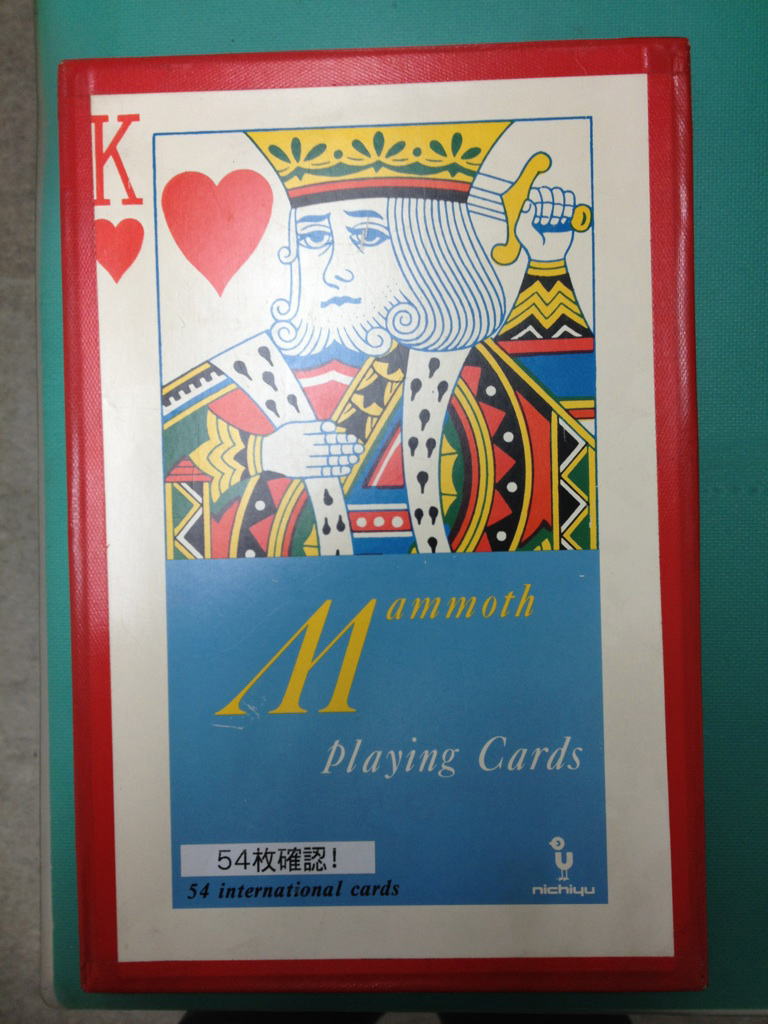 K
Mammoth
Playing Cards
54枚確認!
54 international cards
nichiyu